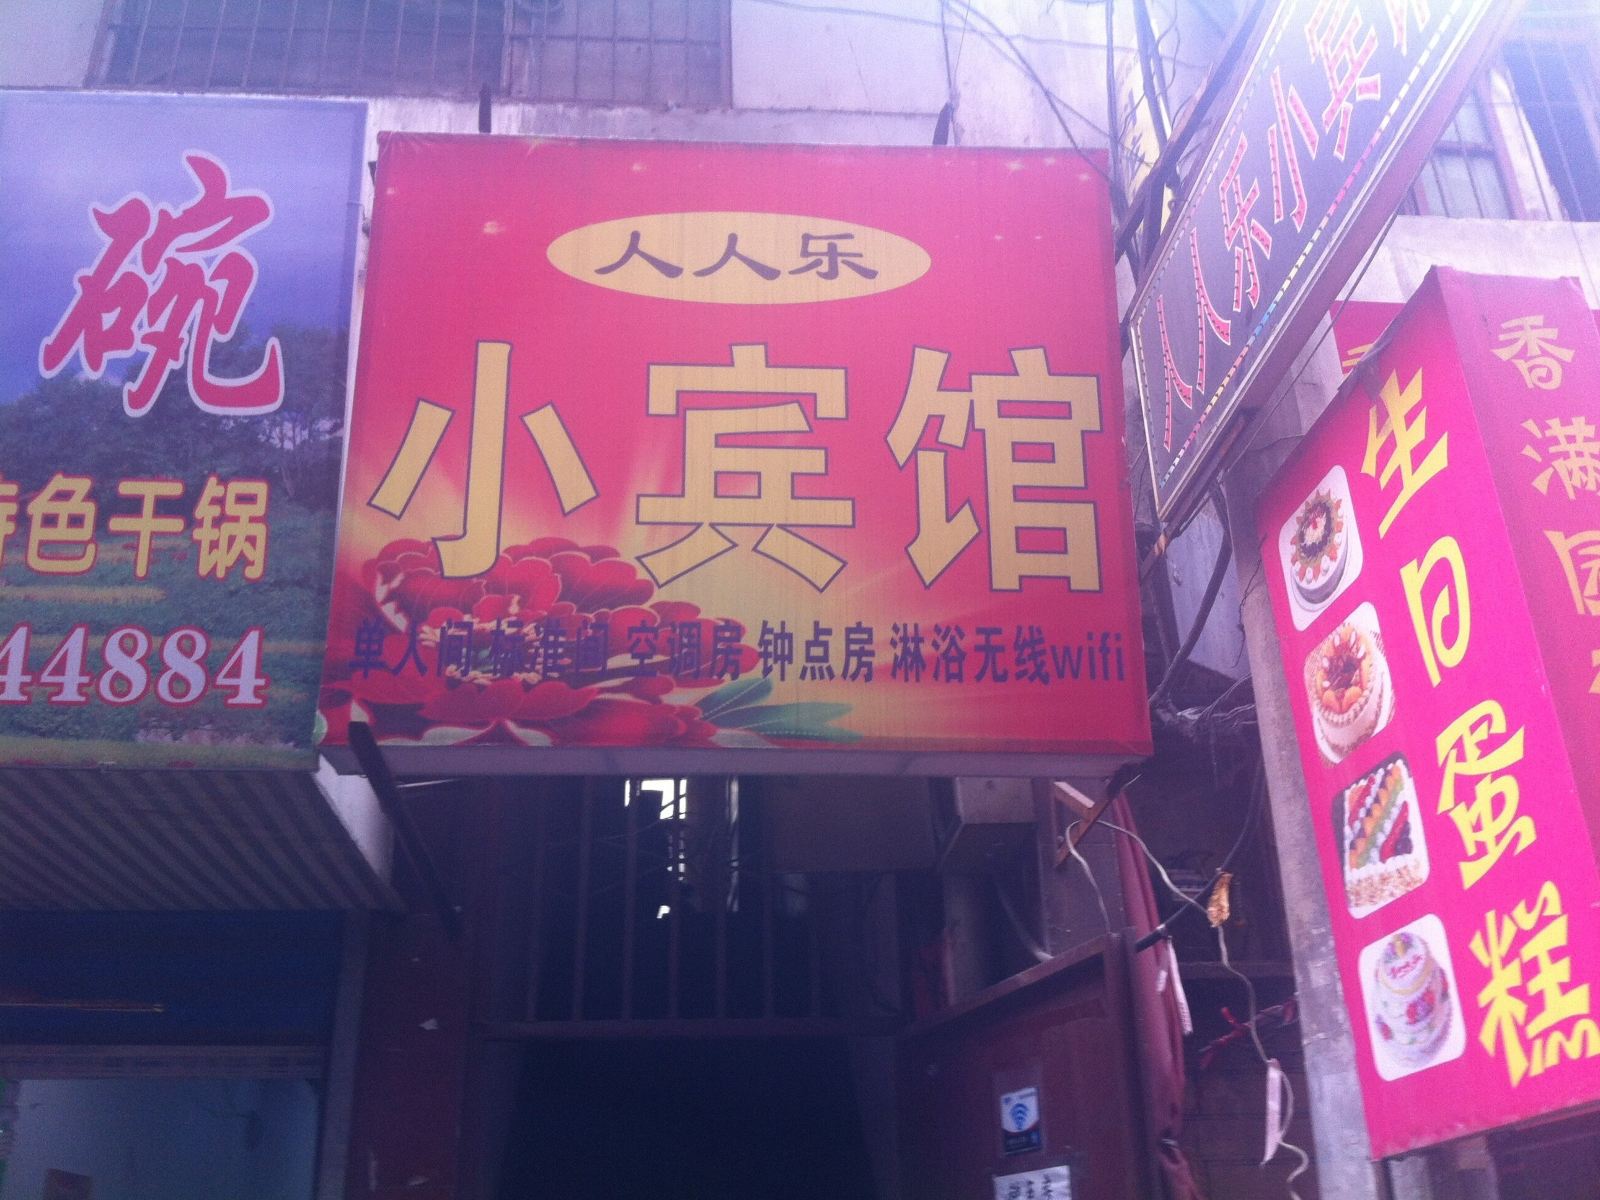 碗
色干锅
44884
人人乐
小宾馆
单人间 标准间 空调房 钟点房 淋浴无线wifi
人人乐小宾
生日蛋糕
香满园